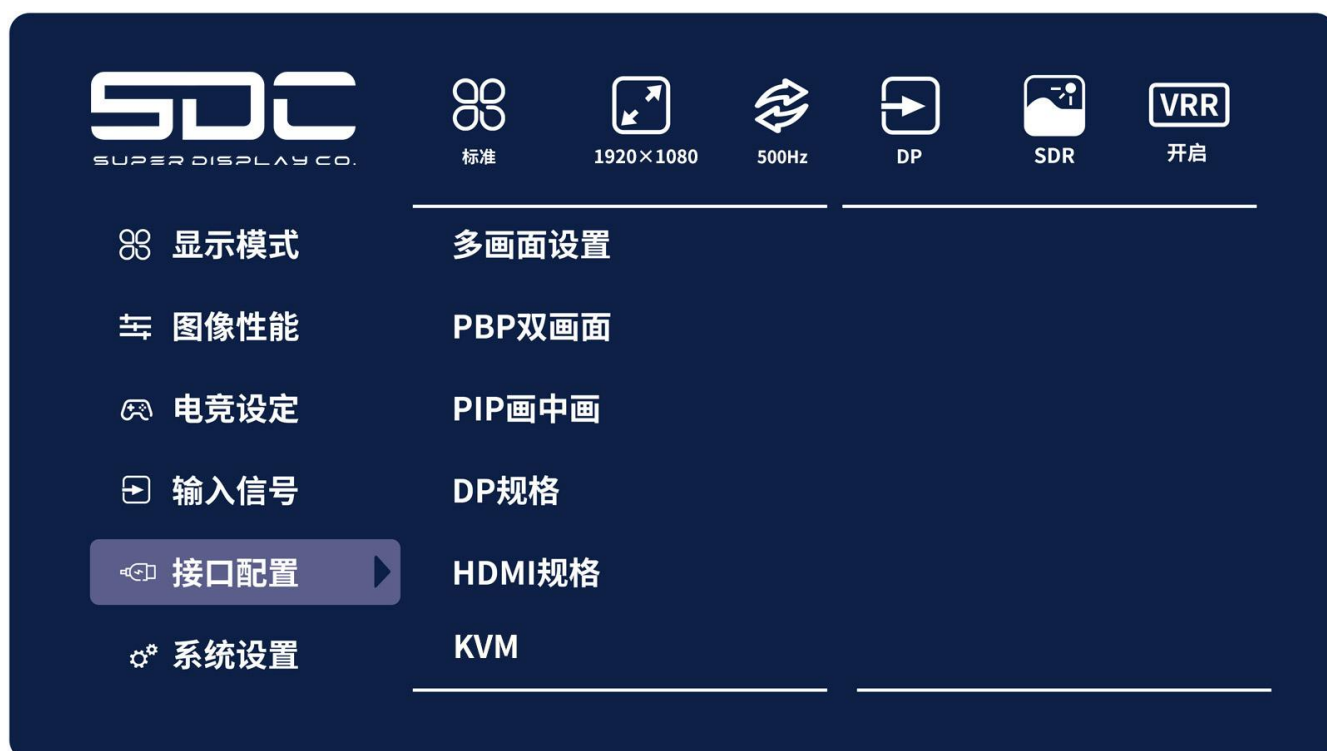 SDC
SUPER DISPLAY CO.
标准
1920×1080
500Hz
DP
SDR
VRR
开启
显示模式
图像性能
电竞设定
输入信号
接口配置
系统设置
多画面设置
PBP双画面
PIP画中画
DP规格
HDMI规格
KVM